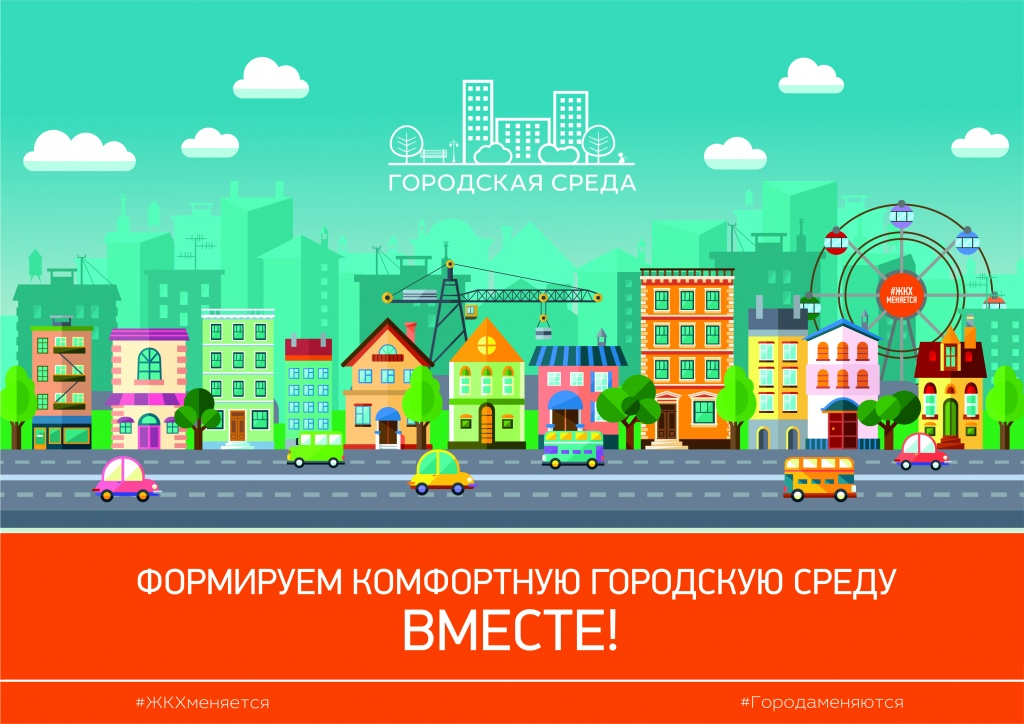 ГОРОДСКАЯ СРЕДА
#ЖКХ
МЕНЯЕТСЯ
ФОРМИРУЕМ КОМФОРТНУЮ ГОРОДСКУЮ СРЕДУ
ВМЕСТЕ!
#ЖКХменяется
#Городаменяются